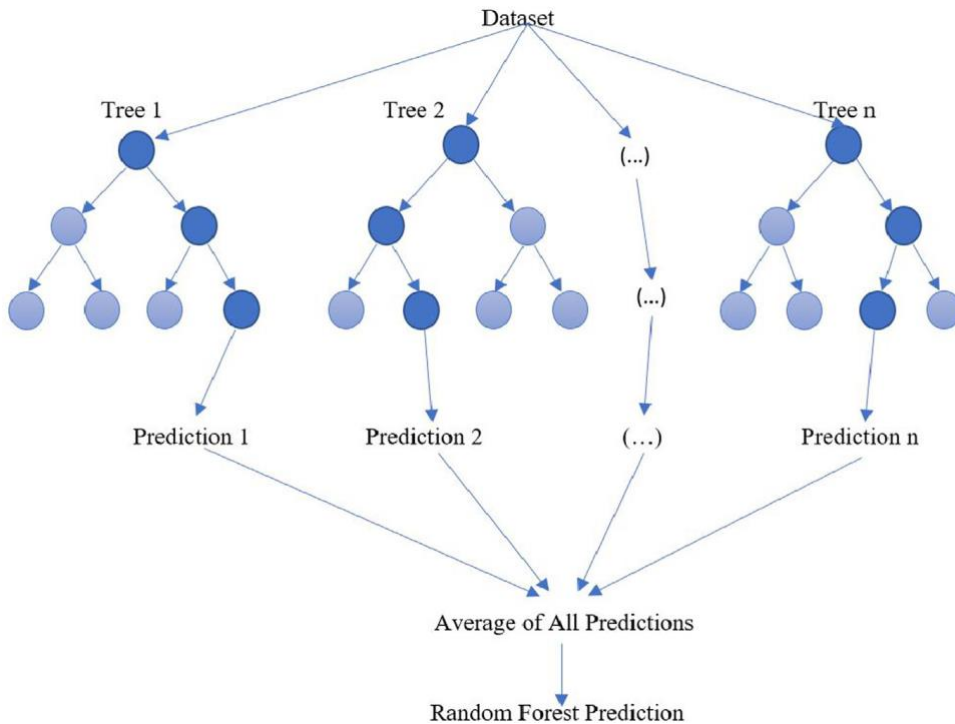 Dataset
Tree 1
Tree 2
Tree n
(...)
(...)
Prediction 1
Prediction 2
(...)
Prediction n
Average of All Predictions
Random Forest Prediction